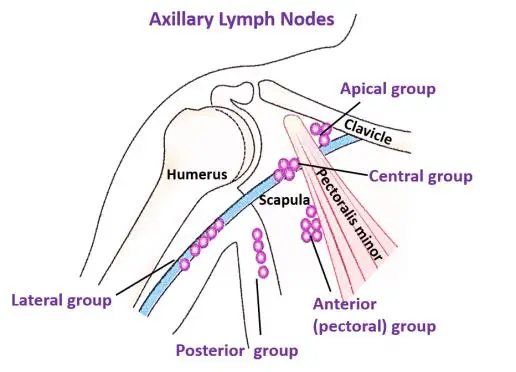 Axillary Lymph Nodes
Apical group
Clavicle
Humerus
Central group
Pectoralis minor
Scapula
Lateral group
Anterior
(pectoral) group
Posterior group